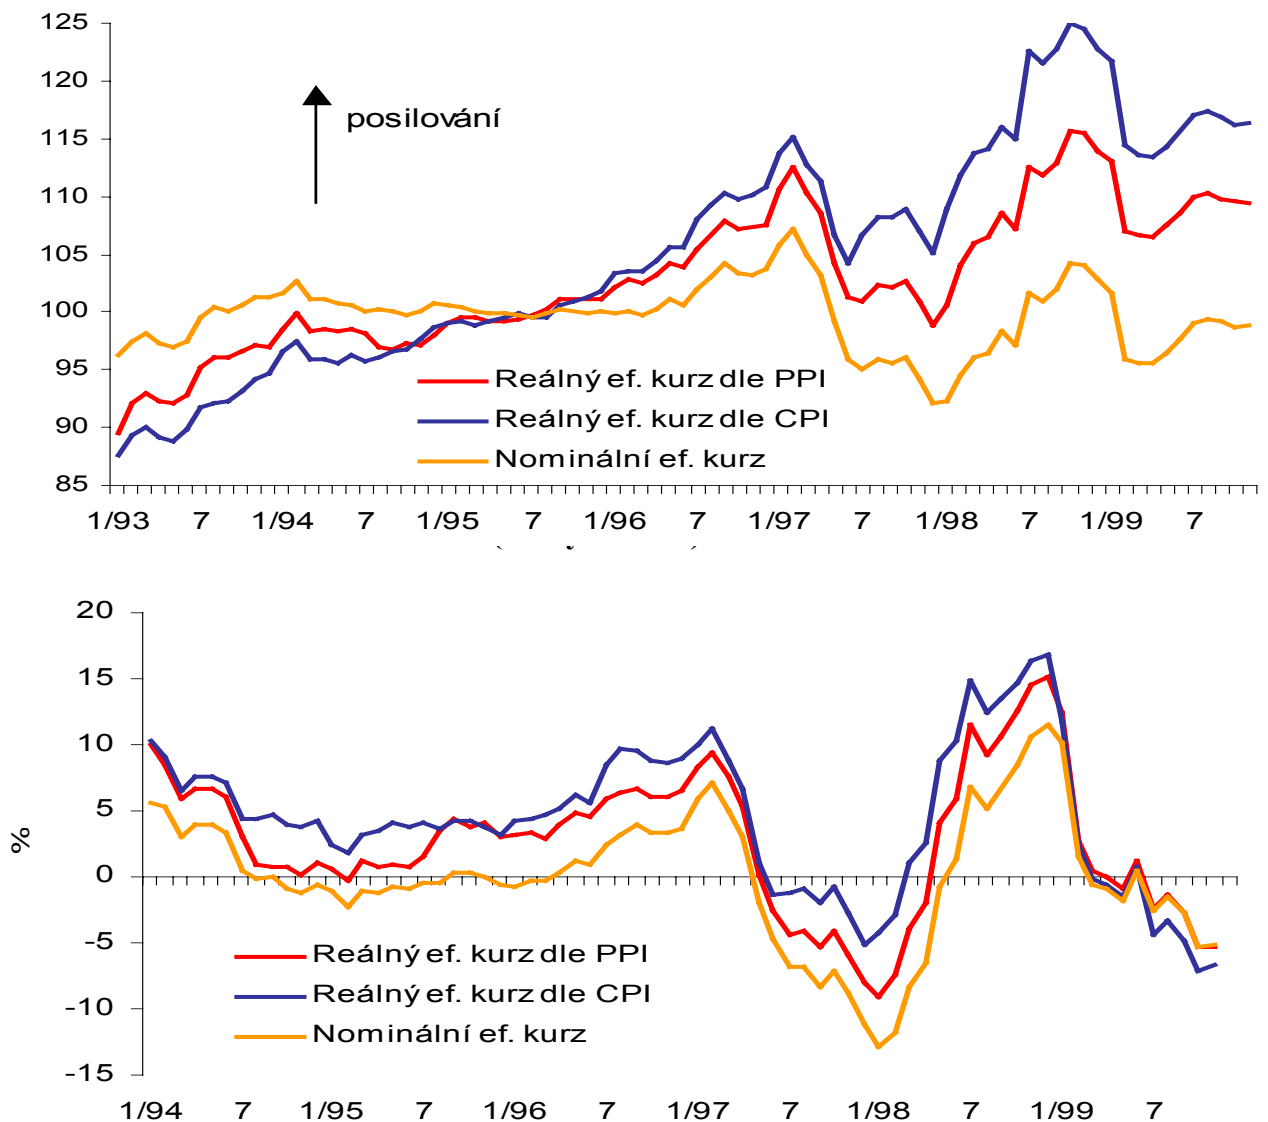 125
120
115
110
105
100
95
90
85
posilování
Reálný ef. kurz dle PPI
Reálný ef. kurz dle CPI
Nominální ef. kurz
1/93 7 1/94 7 1/95 7 1/96 7 1/97 7 1/98 7 1/99 7
20
15
10
5
0
-5
-10
-15
%
Reálný ef. kurz dle PPI
Reálný ef. kurz dle CPI
Nominální ef. kurz
1/94 7 1/95 7 1/96 7 1/97 7 1/98 7 1/99 7